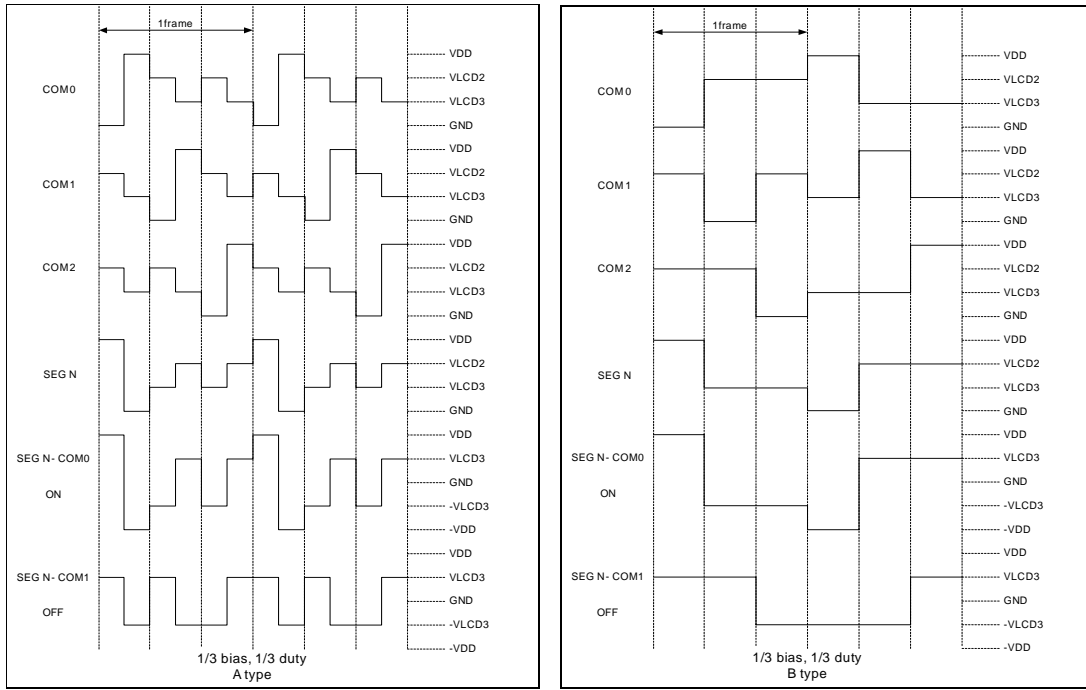 1frame
VDD
VLCD2
COM0
VLCD3
GND
VDD
VLCD2
COM1
VLCD3
GND
VDD
COM2
VLCD2
VLCD3
GND
VDD
VLCD2
SEG N
VLCD3
GND
VDD
SEG N- COM0
VLCD3
GND
ON
-VLCD3
-VDD
VDD
SEG N- COM1
VLCD3
GND
OFF
-VLCD3
-VDD
1/3 bias, 1/3 duty
A type
1frame
VDD
VLCD2
COM0
VLCD3
GND
VDD
VLCD2
COM1
VLCD3
GND
VDD
COM2
VLCD2
VLCD3
GND
VDD
VLCD2
SEG N
VLCD3
GND
VDD
SEG N- COM0
VLCD3
GND
ON
-VLCD3
-VDD
VDD
SEG N- COM1
VLCD3
GND
OFF
-VLCD3
-VDD
1/3 bias, 1/3 duty
B type